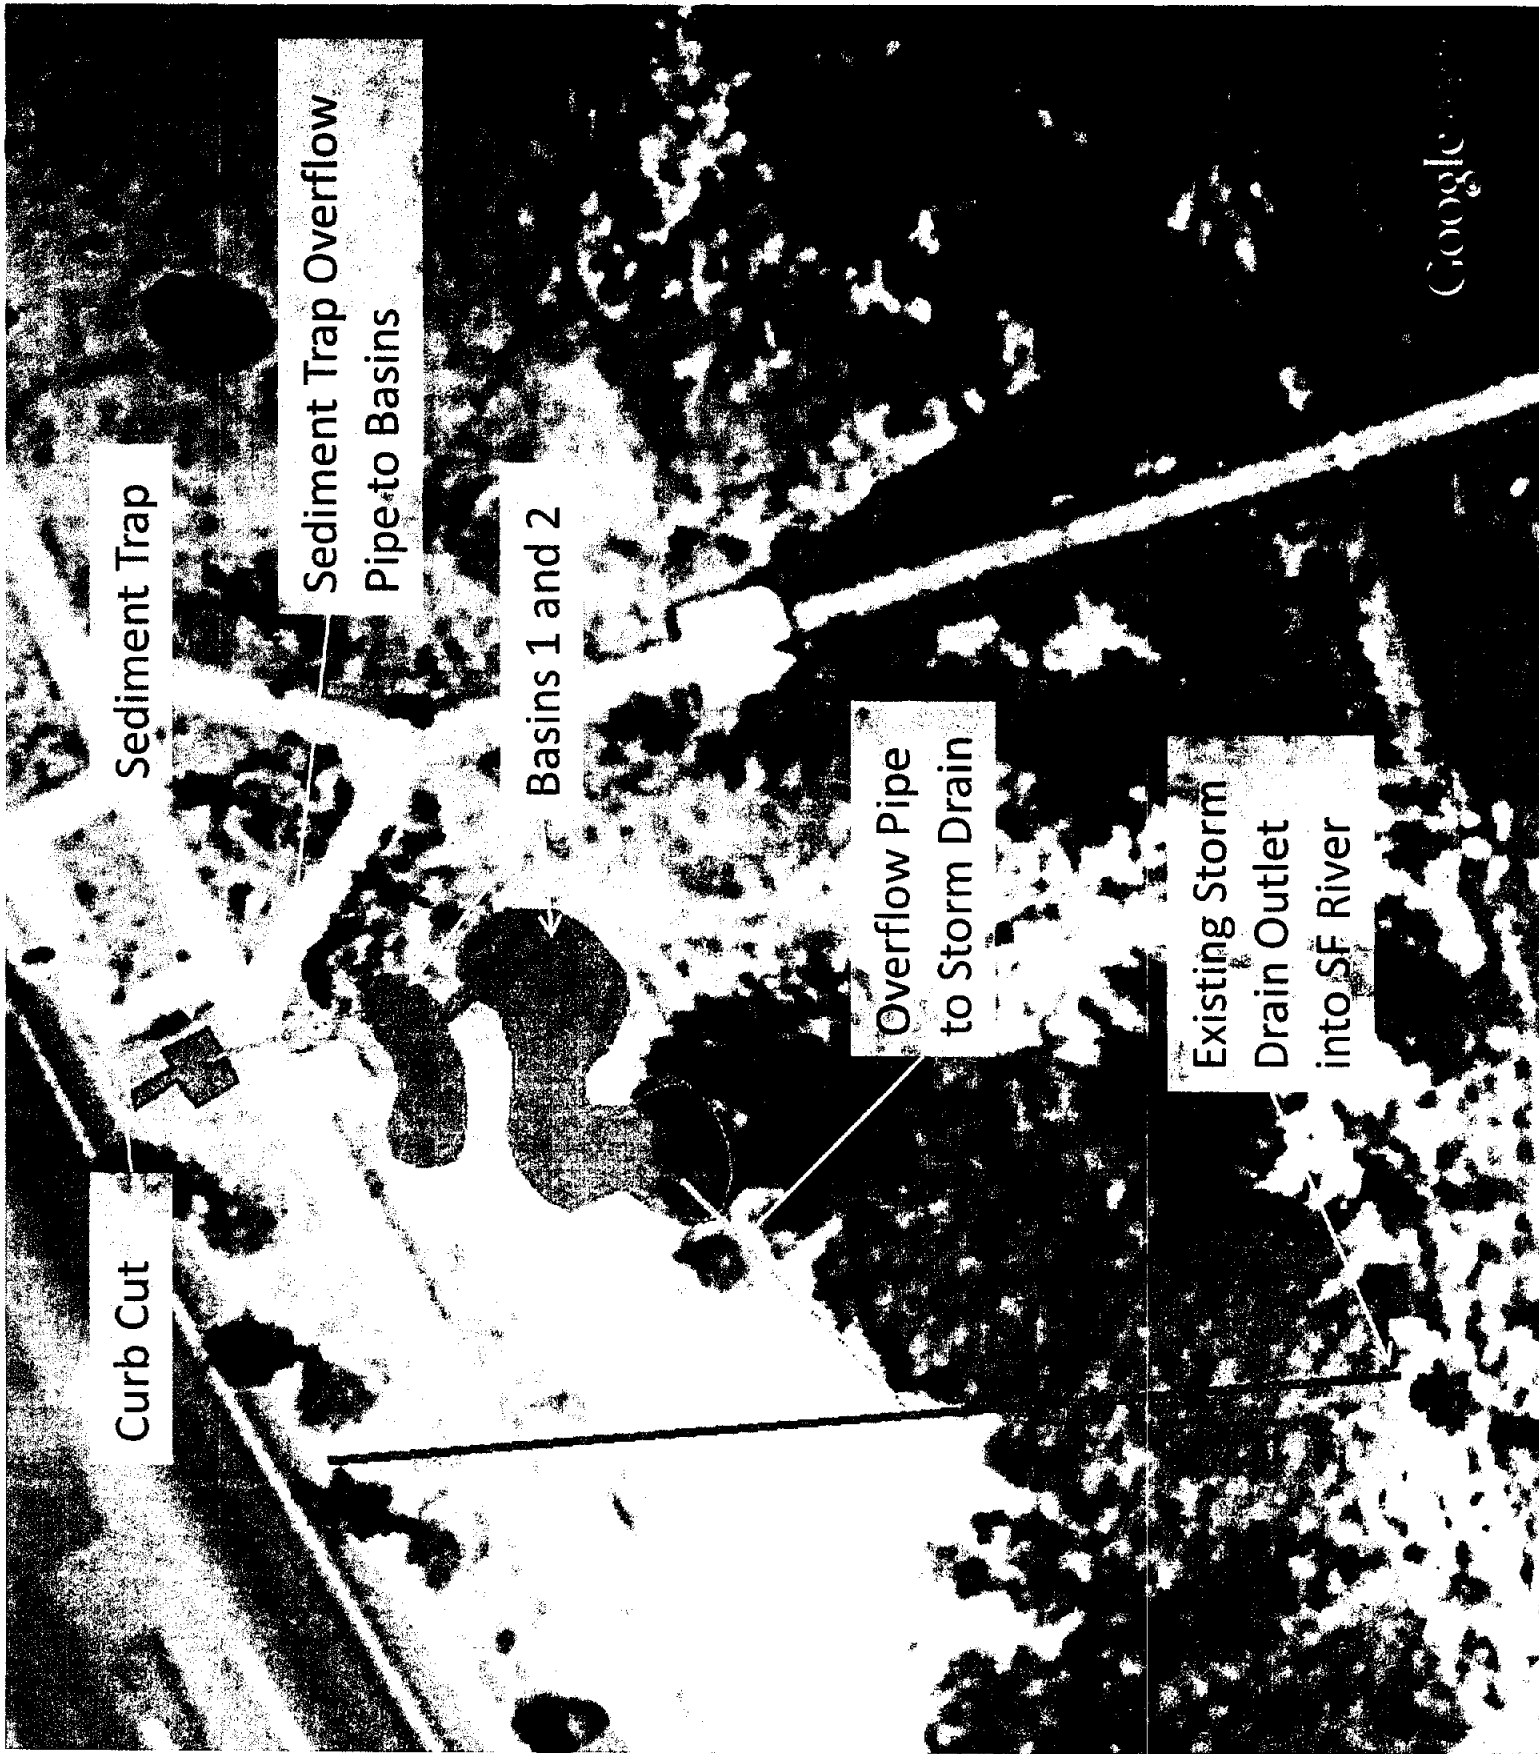 Curb Cut
Sediment Trap
Sediment Trap Overflow
Pipe to Basins
Basins 1 and 2
Overflow Pipe
to Storm Drain
Existing Storm
Drain Outlet
into SF River
Google